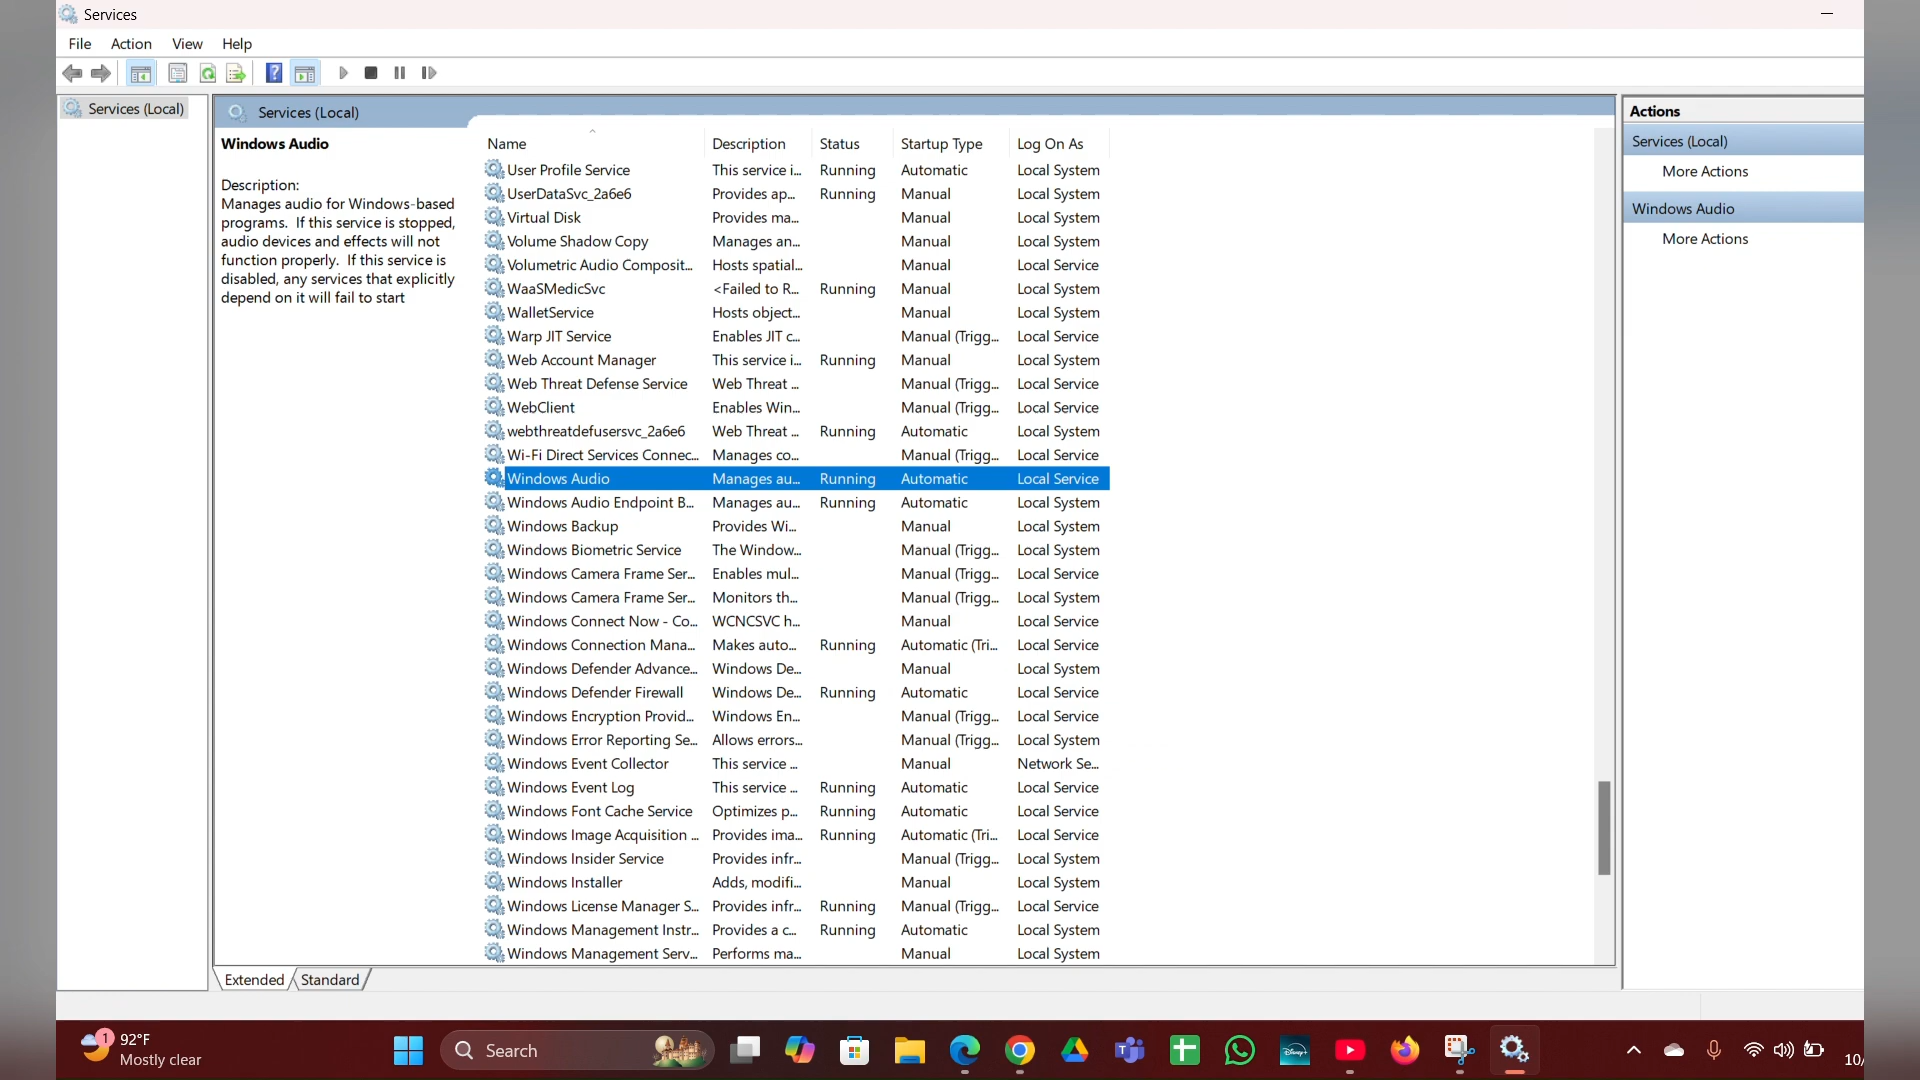 Services
File Action View Help
Services (Local)
Services (Local)
Windows Audio
Description:
Manages audio for Windows-based
programs. If this service is stopped,
audio devices and effects will not
function properly. If this service is
disabled, any services that explicitly
depend on it will fail to start
Name Description Status Startup Type Log On As
User Profile Service This service i... Running Automatic Local System
UserDataSvc_2a6e6 Provides ap... Running Manual Local System
Virtual Disk Provides ma... Manual Local System
Volume Shadow Copy Manages an... Manual Local System
Volumetric Audio Composit... Hosts spatial... Manual Local Service
WaaSMedicSvc <Failed to R... Running Manual Local System
WalletService Hosts object... Manual Local System
Warp JIT Service Enables JIT c... Manual (Trigg... Local Service
Web Account Manager This service i... Running Manual Local System
Web Threat Defense Service Web Threat ... Manual (Trigg... Local Service
WebClient Enables Win... Manual (Trigg... Local Service
webthreatdefusersvc_2a6e6 Web Threat ... Running Automatic Local System
Wi-Fi Direct Services Connec... Manages co... Manual (Trigg... Local Service
Windows Audio Manages au... Running Automatic Local Service
Windows Audio Endpoint B... Manages au... Running Automatic Local System
Windows Backup Provides Wi... Manual Local System
Windows Biometric Service The Window... Manual (Trigg... Local System
Windows Camera Frame Ser... Enables mul... Manual (Trigg... Local Service
Windows Camera Frame Ser... Monitors th... Manual (Trigg... Local System
Windows Connect Now - Co... WCNCSVC h... Manual Local Service
Windows Connection Mana... Makes auto... Running Automatic (Tri... Local Service
Windows Defender Advance... Windows De... Manual Local System
Windows Defender Firewall Windows De... Running Automatic Local Service
Windows Encryption Provid... Windows En... Manual (Trigg... Local Service
Windows Error Reporting Se... Allows errors... Manual (Trigg... Local System
Windows Event Collector This service ... Manual Network Se...
Windows Event Log This service ... Running Automatic Local Service
Windows Font Cache Service Optimizes p... Running Automatic Local Service
Windows Image Acquisition ... Provides ima... Running Automatic (Tri... Local Service
Windows Insider Service Provides infr... Manual (Trigg... Local System
Windows Installer Adds, modifi... Manual Local System
Windows License Manager S... Provides infr... Running Manual (Trigg... Local Service
Windows Management Instr... Provides a c... Running Automatic Local System
Windows Management Serv... Performs ma... Manual Local System
Extended Standard
Actions
Services (Local)
More Actions
Windows Audio
More Actions
1
92°F
Mostly clear
Search
Disney+
10/